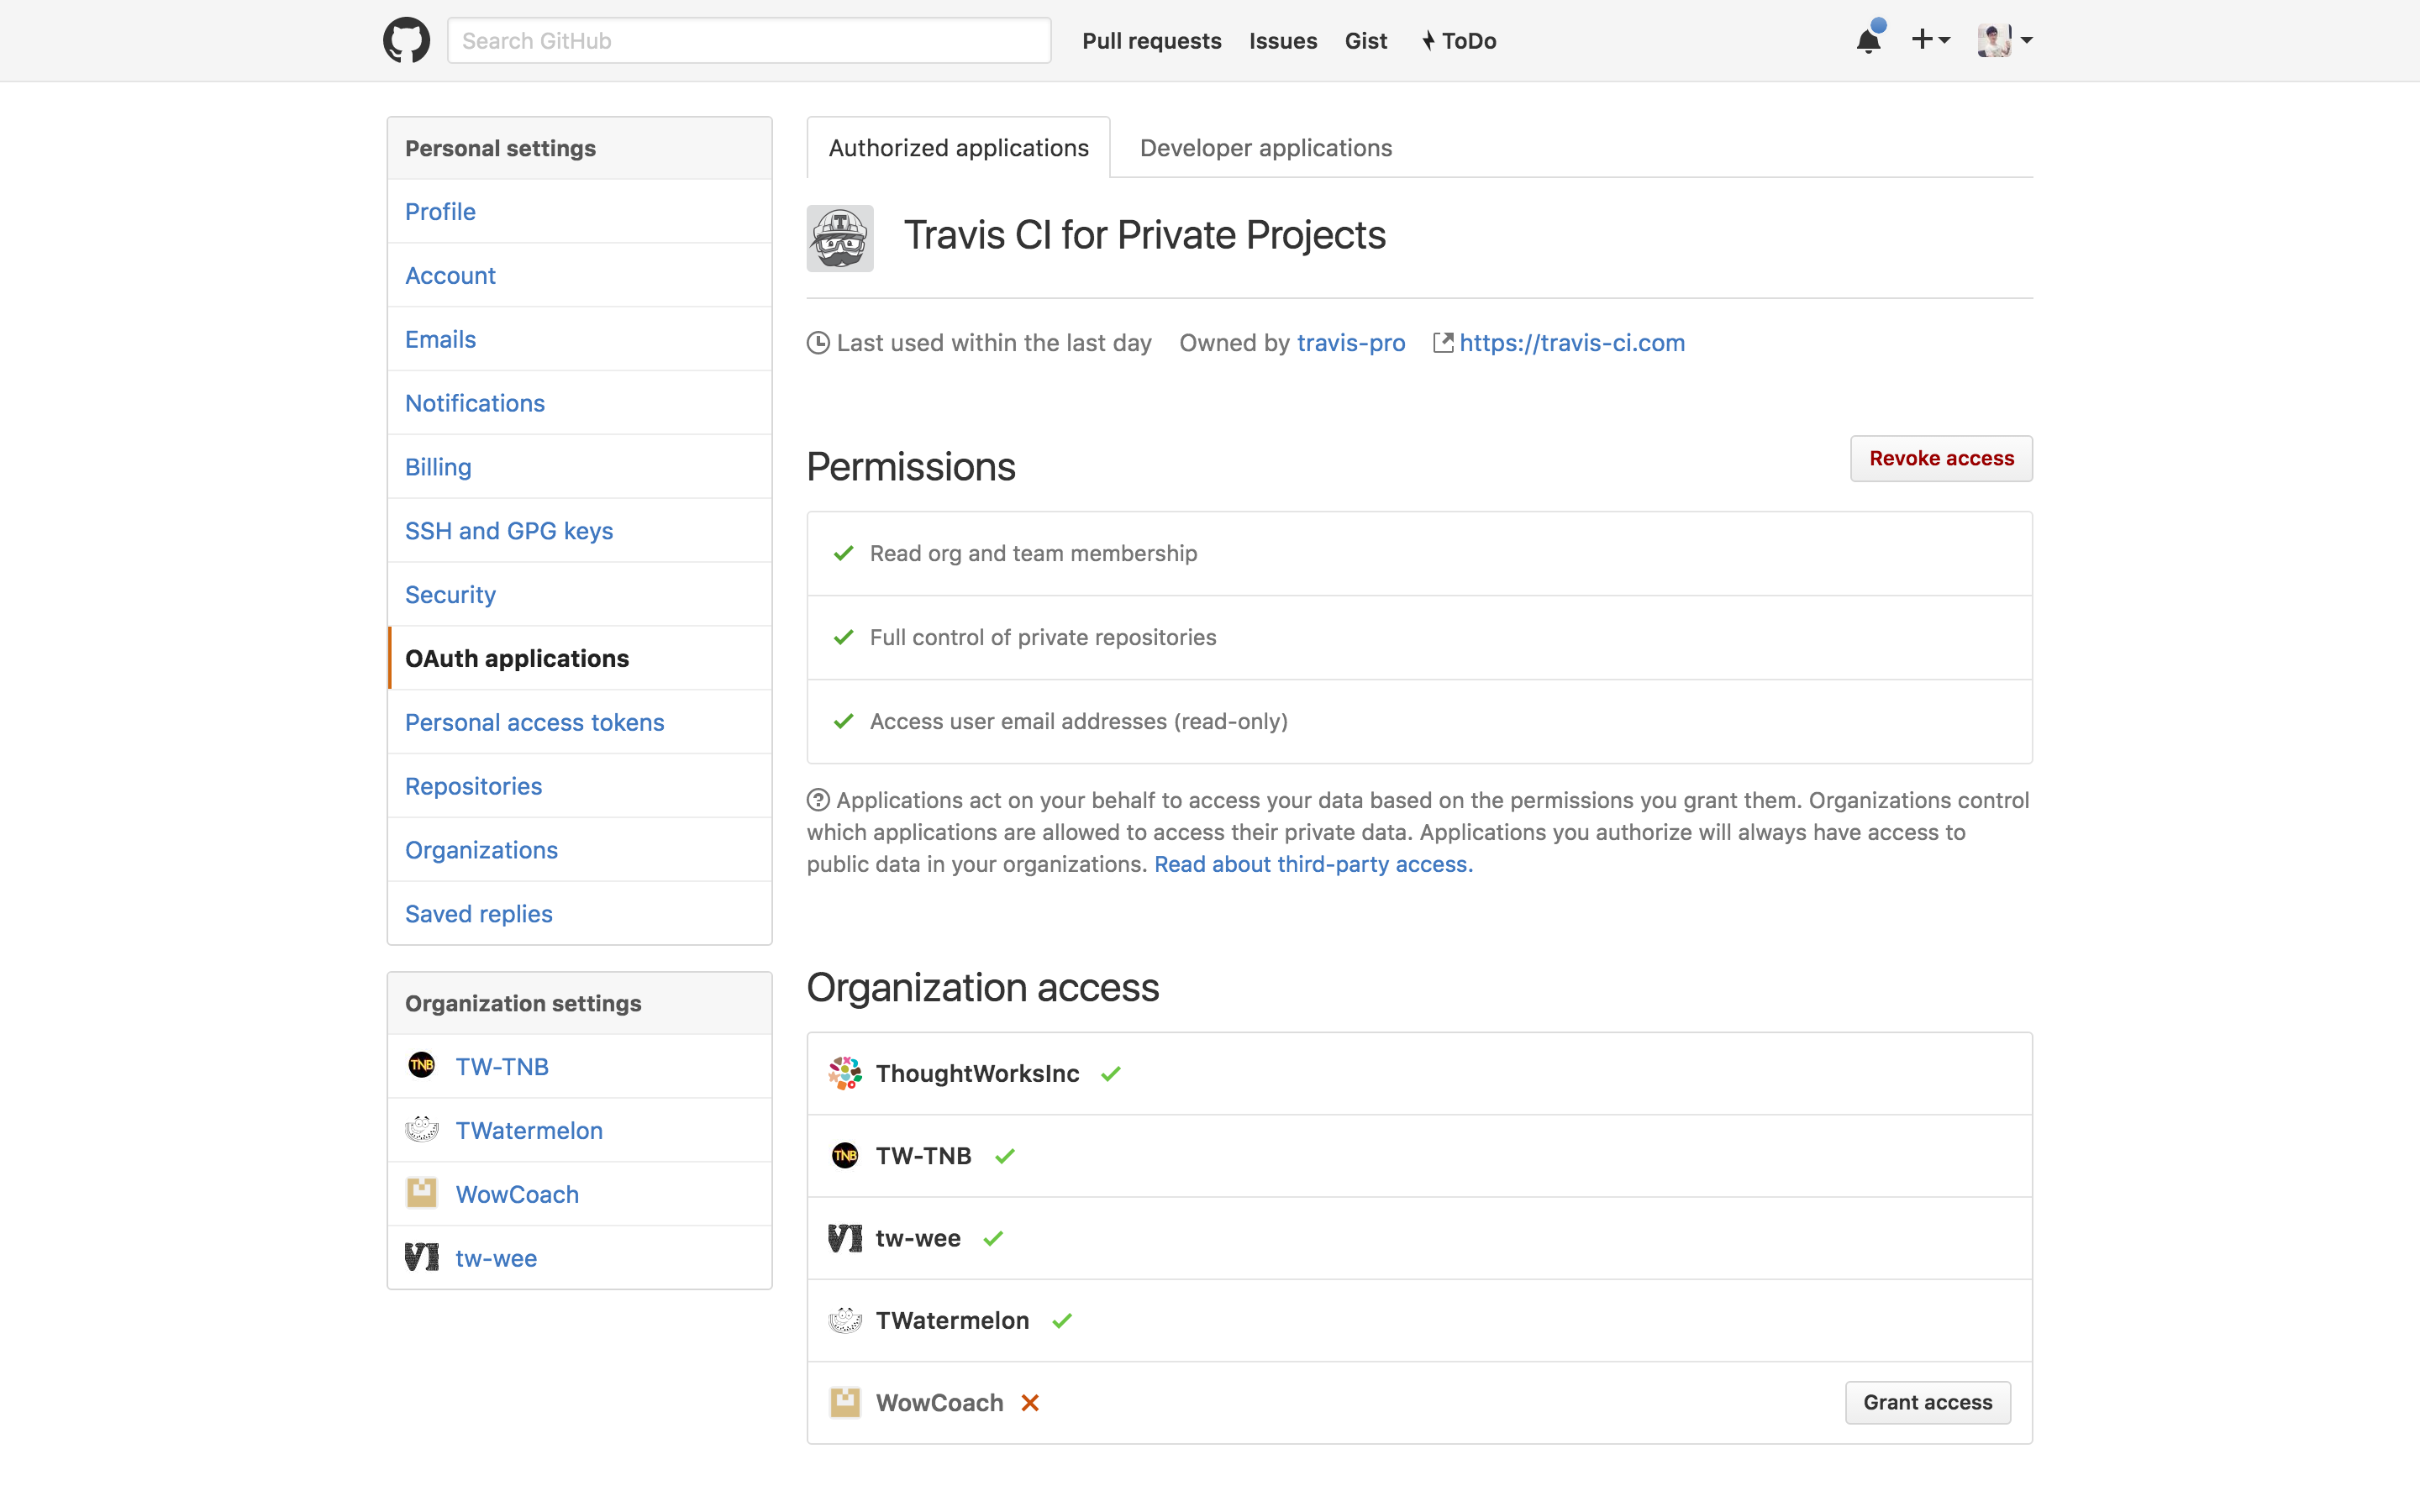 Search GitHub
Pull requests Issues Gist ToDo
Personal settings
Profile
Account
Emails
Notifications
Billing
SSH and GPG keys
Security
OAuth applications
Personal access tokens
Repositories
Organizations
Saved replies
Organization settings
TNB TW-TNB
TWatermelon
WowCoach
VI tw-wee
Authorized applications Developer applications
T
Travis CI for Private Projects
Last used within the last day Owned by travis-pro https://travis-ci.com
Permissions
Revoke access
Read org and team membership
Full control of private repositories
Access user email addresses (read-only)
Applications act on your behalf to access your data based on the permissions you grant them. Organizations control
which applications are allowed to access their private data. Applications you authorize will always have access to
public data in your organizations. Read about third-party access.
Organization access
ThoughtWorksInc
TNB TW-TNB
VI tw-wee
TWatermelon
WowCoach
Grant access